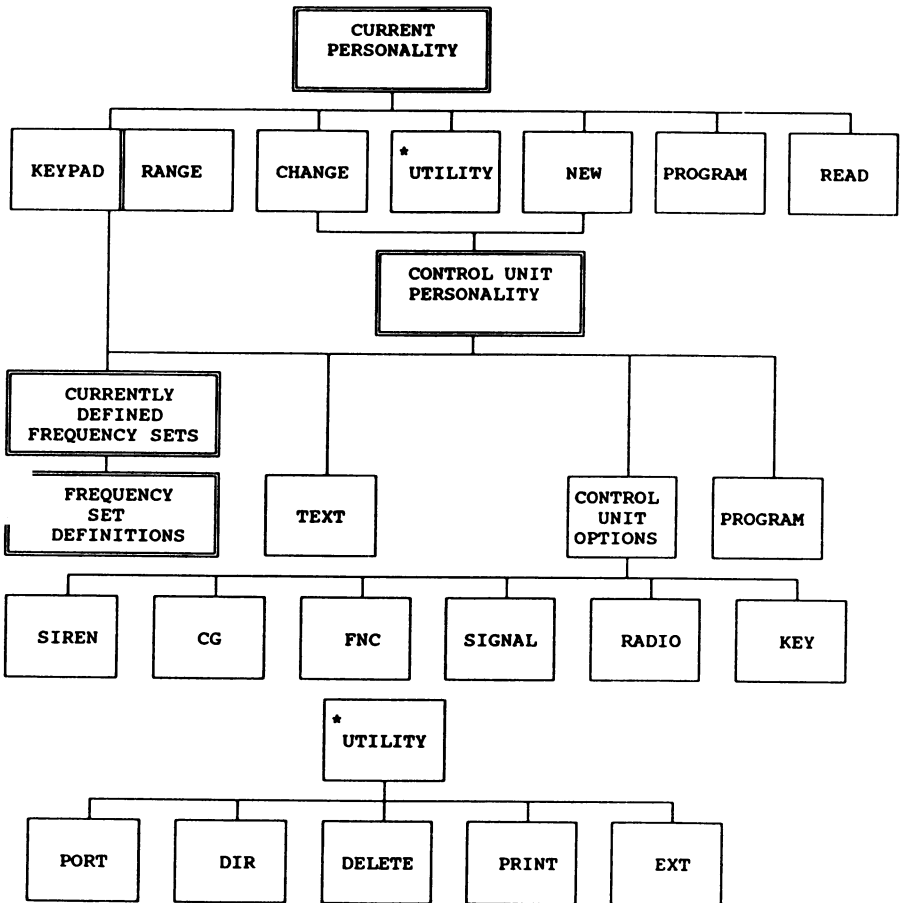 CURRENT
PERSONALITY
KEYPAD
RANGE
CHANGE
*
UTILITY
NEW
PROGRAM
READ
CONTROL UNIT
PERSONALITY
CURRENTLY
DEFINED
FREQUENCY SETS
FREQUENCY
SET
DEFINITIONS
TEXT
CONTROL
UNIT
OPTIONS
PROGRAM
SIREN
CG
FNC
SIGNAL
RADIO
KEY
*
UTILITY
PORT
DIR
DELETE
PRINT
EXT